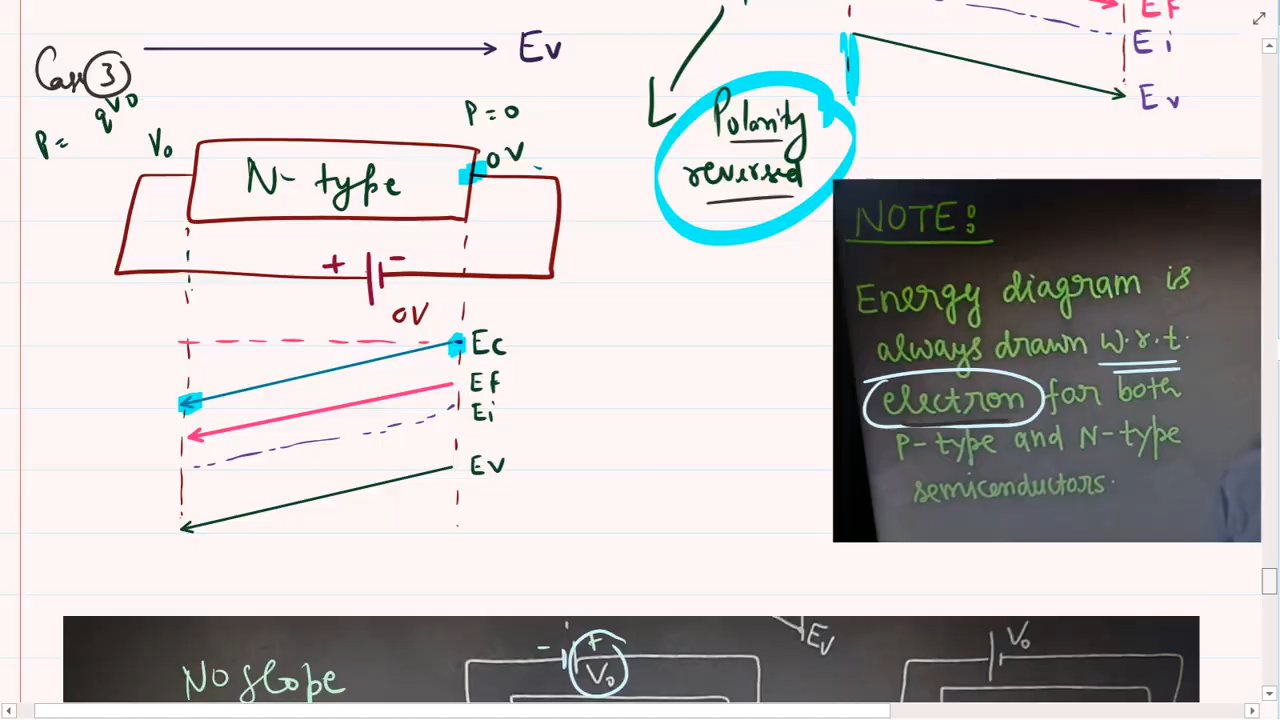 Ef
Ei
Ev
Case 3
Ev
P = qV0
P = 0
V0
0V
N-type
+ -
0V
Polarity
reversed
Ec
Ef
Ei
Ev
NOTE:
Energy diagram is
always drawn w.r.t.
electron for both
P-type and N-type
semiconductors.
No slope
- +
V0
Ev
V0